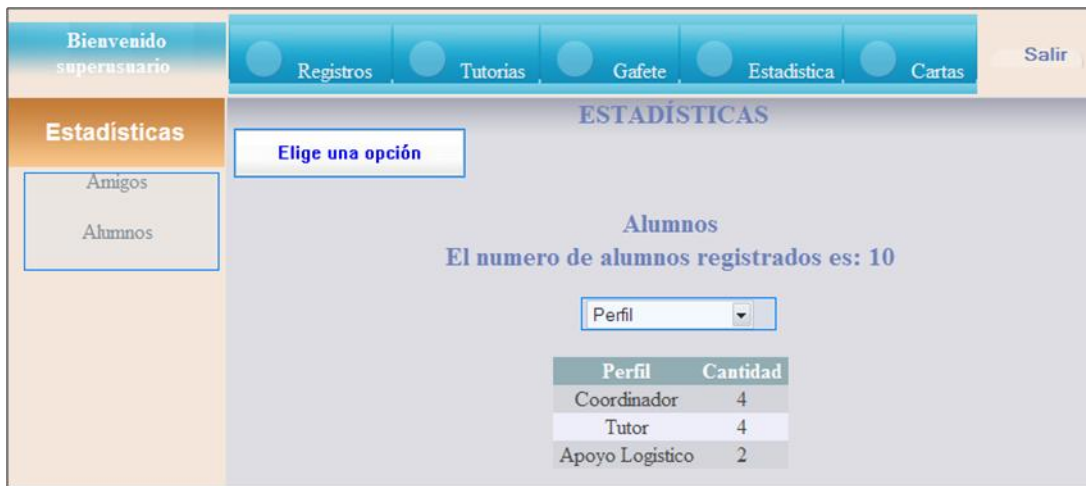 Bienvenido
superusuario
Registros Tutorias Gafete Estadistica Cartas
Salir
Estadísticas
Amigos
Alumnos
ESTADÍSTICAS
Elige una opción
Alumnos
El numero de alumnos registrados es: 10
Perfil
Perfil Cantidad
Coordinador 4
Tutor 4
Apoyo Logistico 2